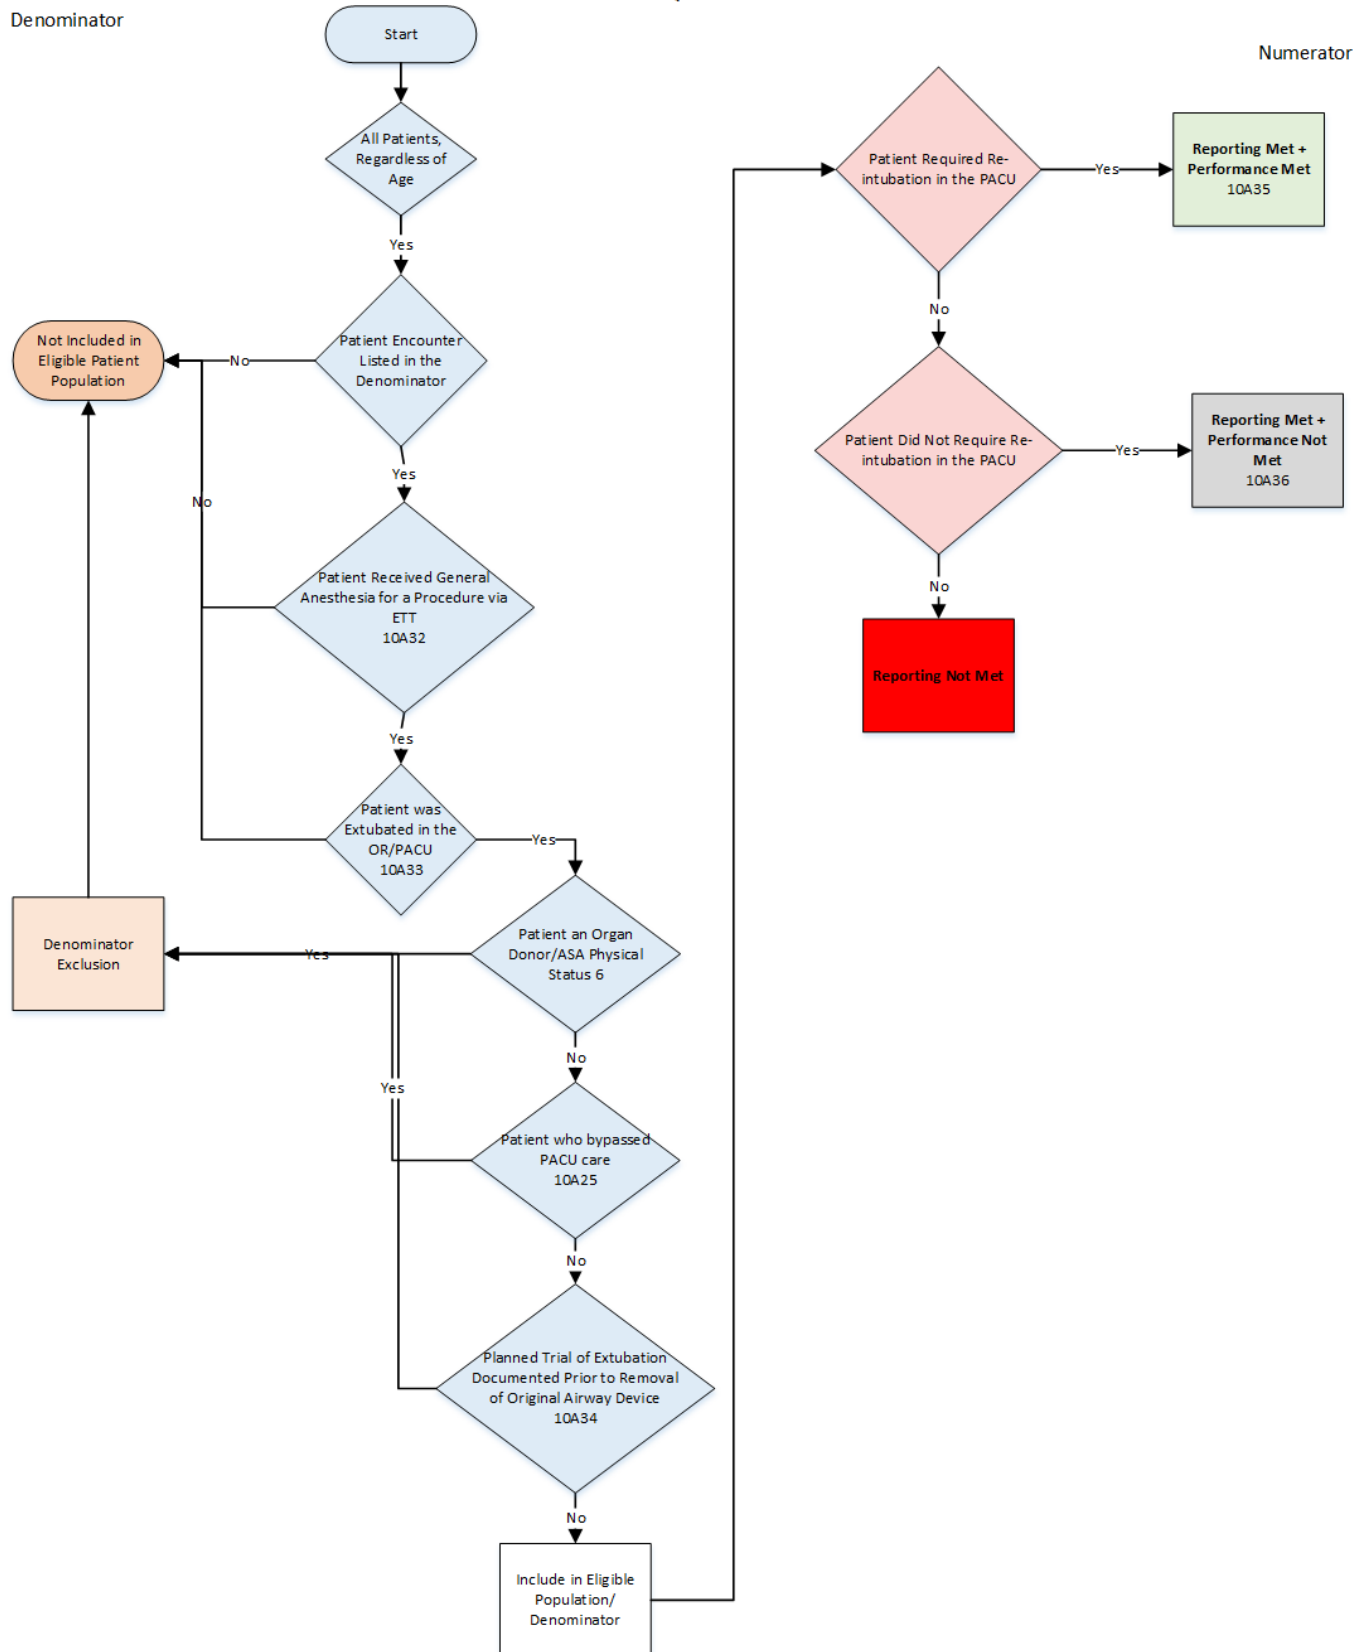 Denominator
Start
All Patients,
Regardless of
Age
Yes
Patient Encounter
Listed in the
Denominator
No
Not Included in
Eligible Patient
Population
Yes
No
Patient Received General
Anesthesia for a Procedure via
ETT
10A32
Yes
Patient was
Extubated in the
OR/PACU
10A33
Yes
Patient an Organ
Donor/ASA Physical
Status 6
Yes
Denominator
Exclusion
No
Yes
Patient who bypassed
PACU care
10A25
No
Planned Trial of Extubation
Documented Prior to Removal
of Original Airway Device
10A34
No
Include in Eligible
Population/
Denominator
Numerator
Patient Required Re-
intubation in the PACU
Yes
Reporting Met +
Performance Met
10A35
No
Patient Did Not Require Re-
intubation in the PACU
Yes
Reporting Met +
Performance Not
Met
10A36
No
Reporting Not Met